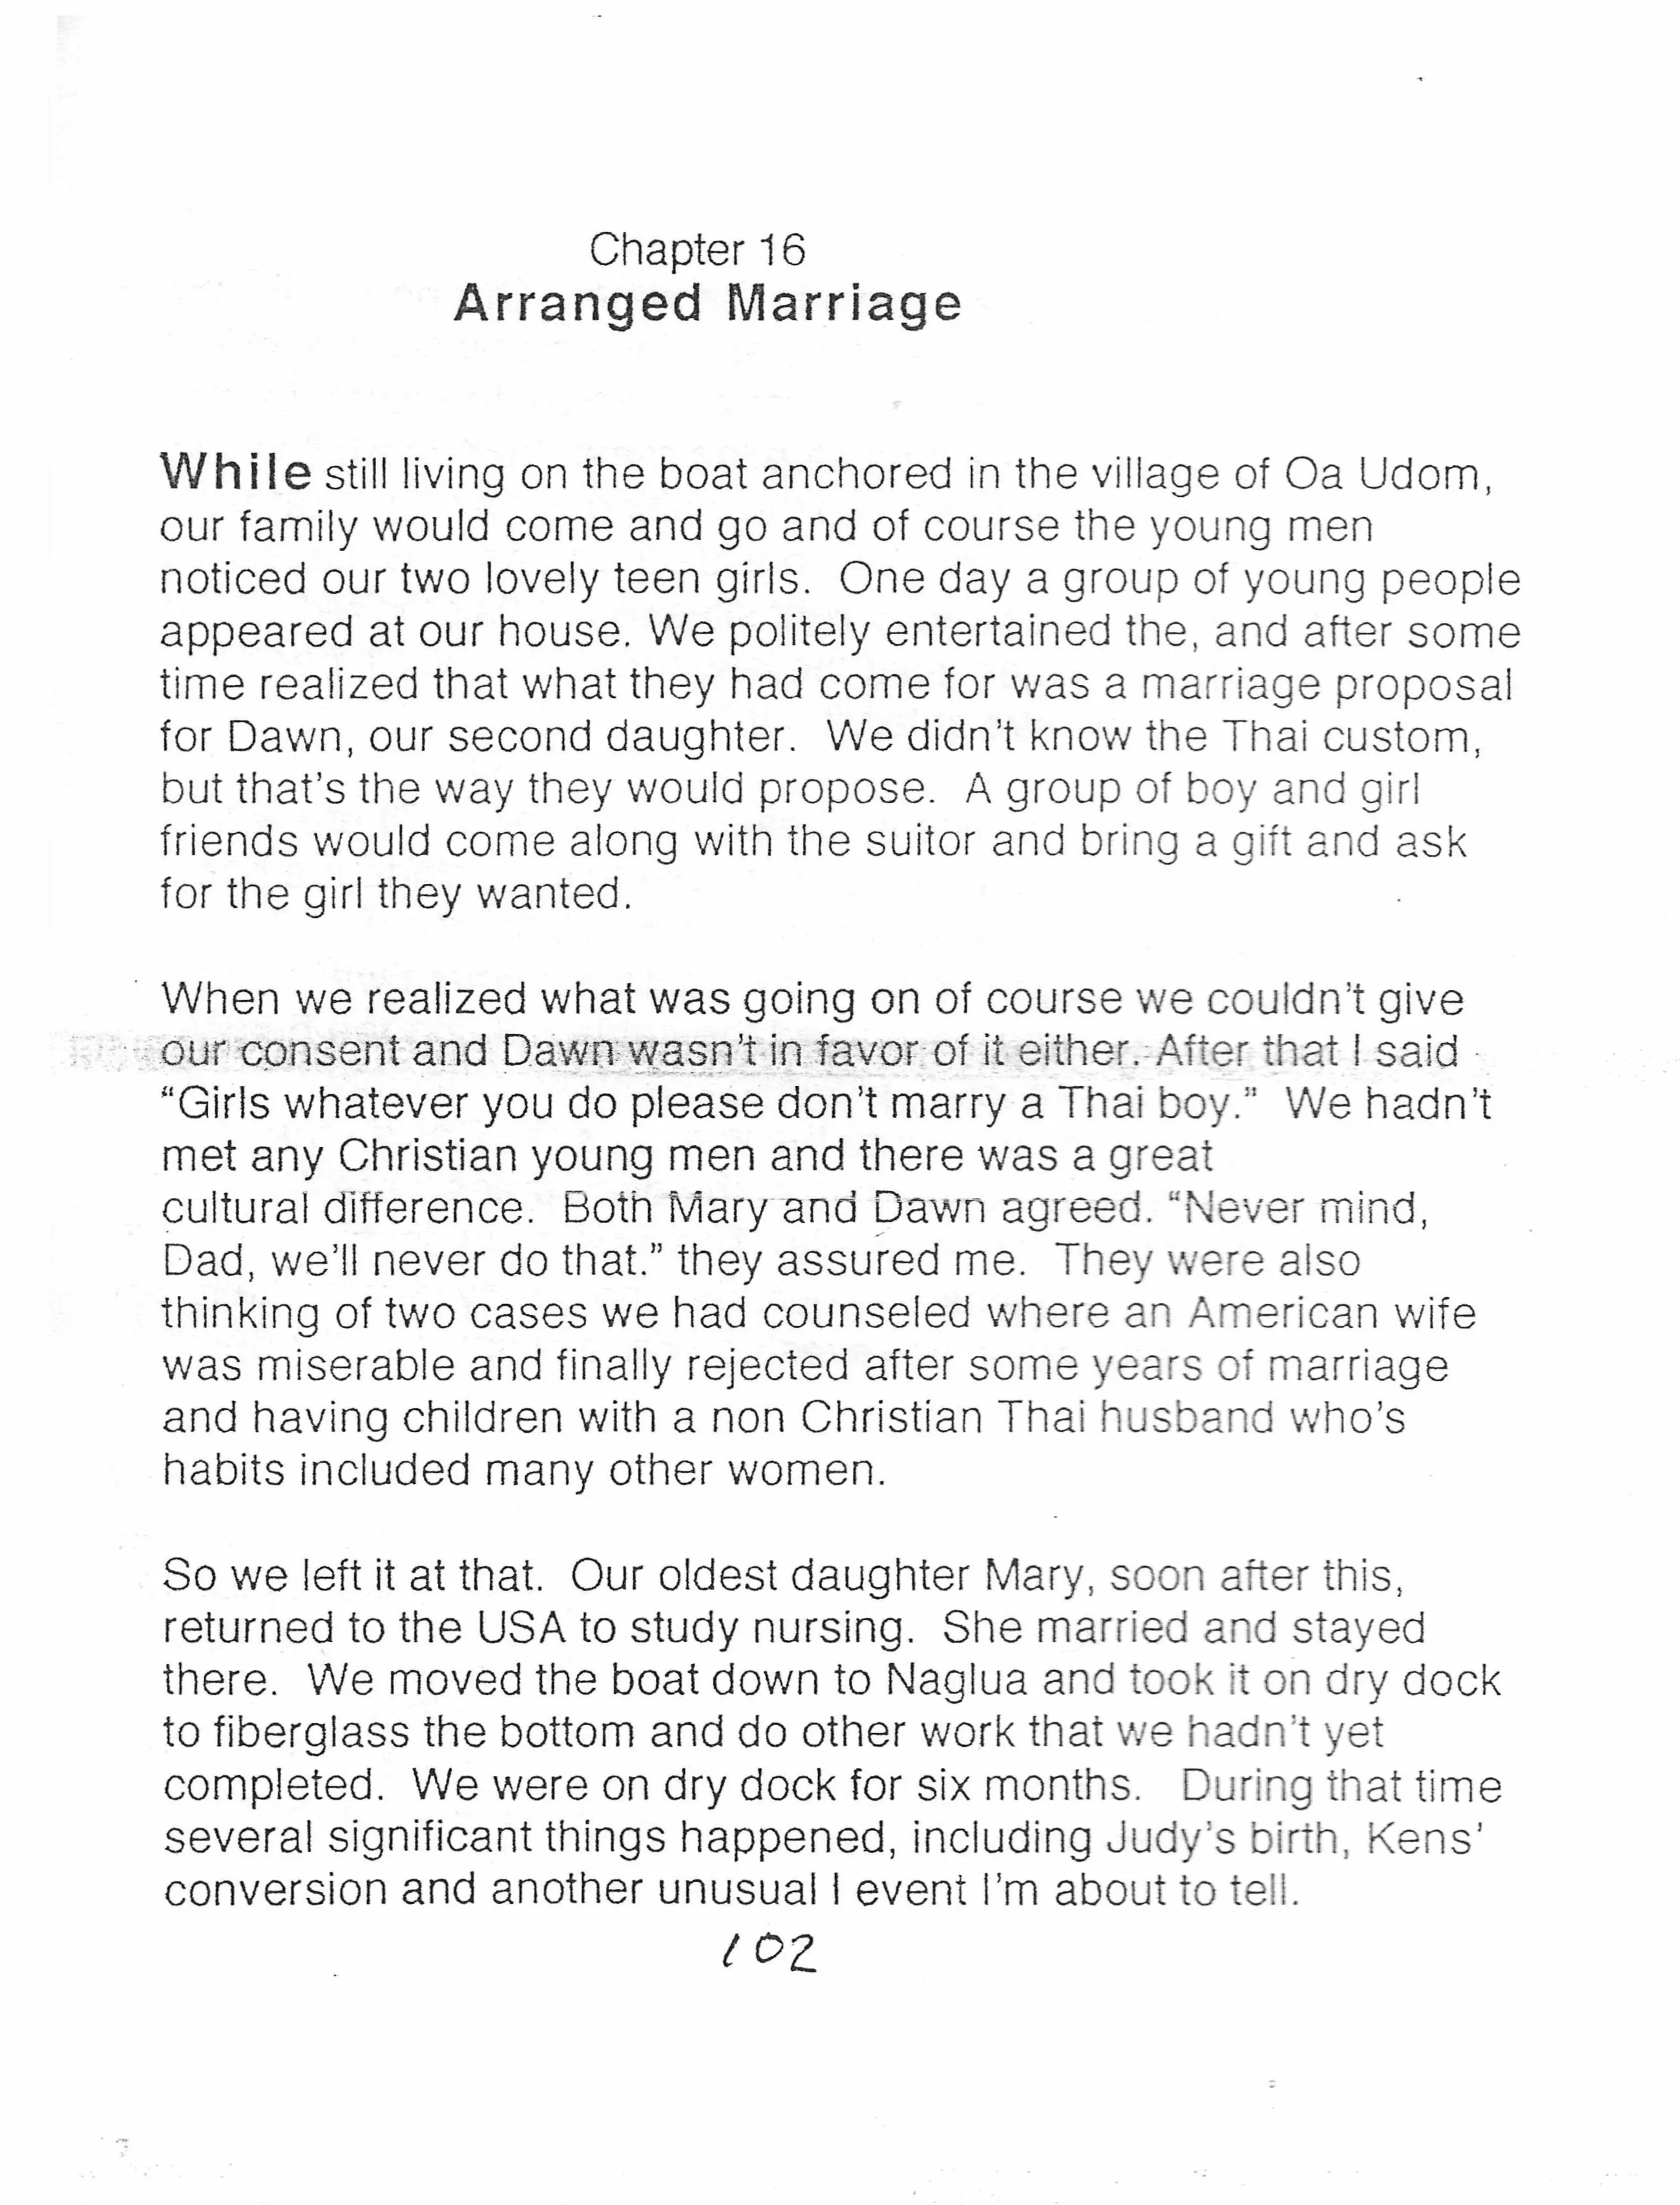 Chapter 16
Arranged Marriage
While still living on the boat anchored in the village of Oa Udom,
our family would come and go and of course the young men
noticed our two lovely teen girls.  One day a group of young people
appeared at our house. We politely entertained the, and after some
time realized that what they had come for was a marriage proposal
for Dawn, our second daughter.  We didn't know the Thai custom,
but that's the way they would propose.  A group of boy and girl
friends would come along with the suitor and bring a gift and ask
for the girl they wanted.
When we realized what was going on of course we couldn't give
our consent and Dawn wasn't in favor of it either. After that I said
“Girls whatever you do please don't marry a Thai boy.”  We hadn't
met any Christian young men and there was a great
cultural difference.  Both Mary and Dawn agreed. “Never mind,
Dad, we'll never do that.” they assured me.  They were also
thinking of two cases we had counseled where an American wife
was miserable and finally rejected after some years of marriage
and having children with a non Christian Thai husband who's
habits included many other women.
So we left it at that.  Our oldest daughter Mary, soon after this,
returned to the USA to study nursing.  She married and stayed
there.  We moved the boat down to Naglua and took it on dry dock
to fiberglass the bottom and do other work that we hadn't yet
completed.  We were on dry dock for six months.   During that time
several significant things happened, including Judy's birth, Kens'
conversion and another unusual I event I'm about to tell.
102